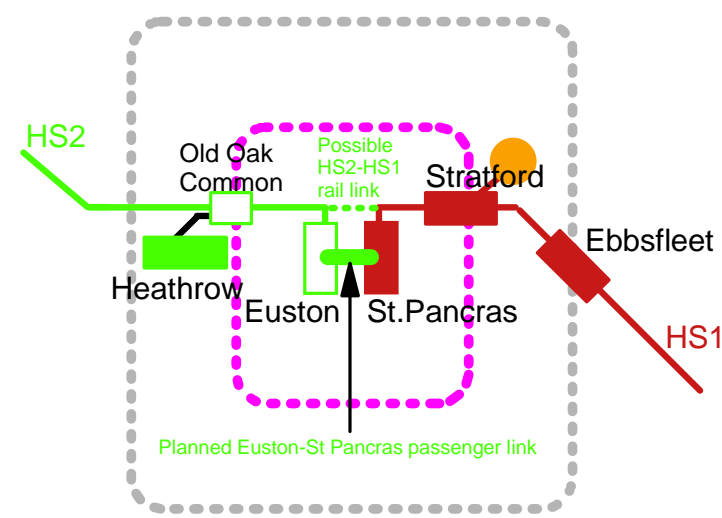 HS2
Old Oak
Common
Possible
HS2-HS1
rail link
Stratford
Ebbsfleet
Heathrow
Euston
St.Pancras
HS1
Planned Euston-St Pancras passenger link